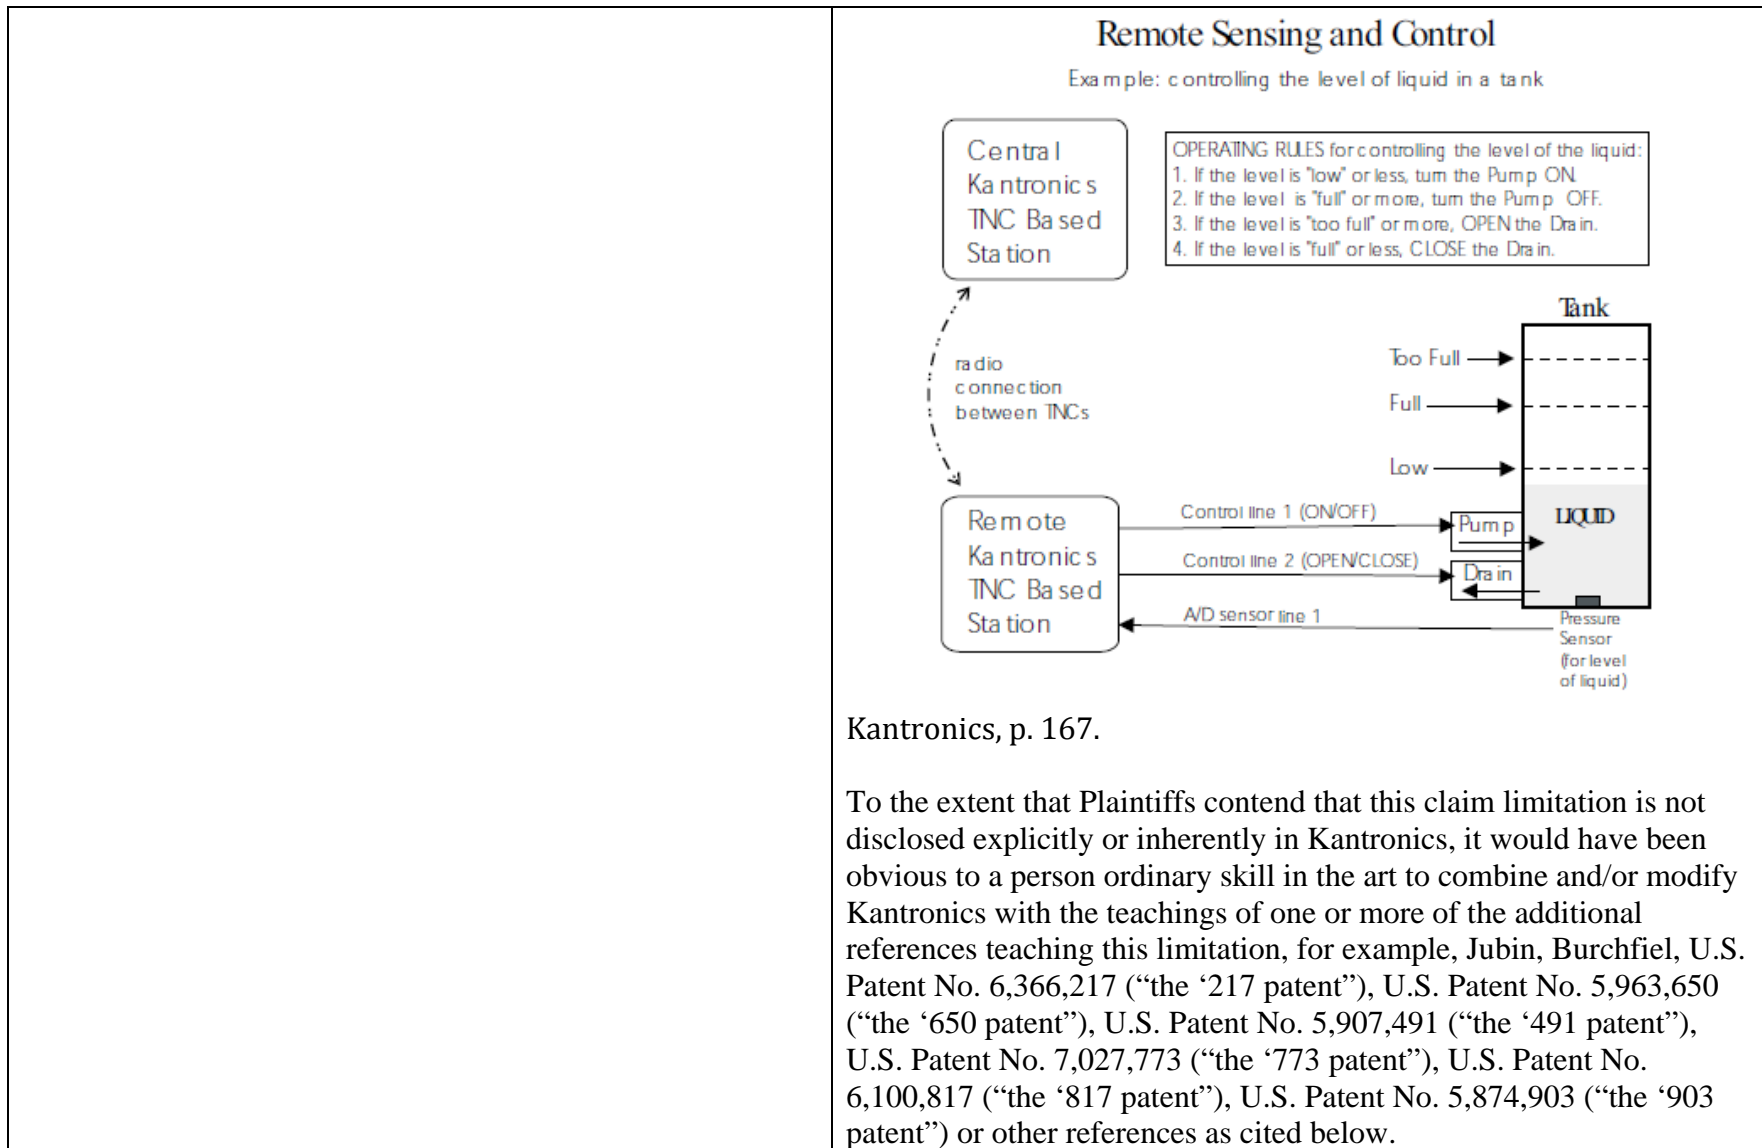 Remote Sensing and Control
Example: controlling the level of liquid in a tank
Central
Kantronics
TNC Based
Station
OPERATING RULES for controlling the level of the liquid:
1. If the level is "low" or less, turn the Pump ON.
2. If the level is "full" or more, turn the Pump OFF.
3. If the level is "too full" or more, OPEN the Drain.
4. If the level is "full" or less, CLOSE the Drain.
radio
connection
between TNCs
Tank
Too Full
Full
Low
LIQUID
Remote
Kantronics
TNC Based
Station
Control line 1 (ON/OFF)
Pump
Control line 2 (OPEN/CLOSE)
Drain
A/D sensor line 1
Pressure
Sensor
(for level
of liquid)
Kantronics, p. 167.
To the extent that Plaintiffs contend that this claim limitation is not
disclosed explicitly or inherently in Kantronics, it would have been
obvious to a person ordinary skill in the art to combine and/or modify
Kantronics with the teachings of one or more of the additional
references teaching this limitation, for example, Jubin, Burchfiel, U.S.
Patent No. 6,366,217 (“the ‘217 patent”), U.S. Patent No. 5,963,650
(“the ‘650 patent”), U.S. Patent No. 5,907,491 (“the ‘491 patent”),
U.S. Patent No. 7,027,773 (“the ‘773 patent”), U.S. Patent No.
6,100,817 (“the ‘817 patent”), U.S. Patent No. 5,874,903 (“the ‘903
patent”) or other references as cited below.